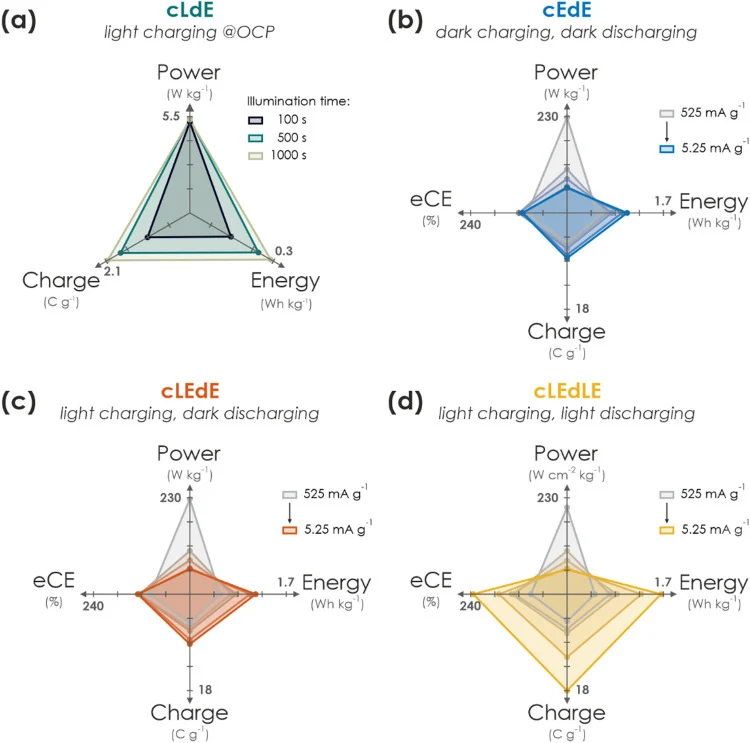 (a)
cLdE
light charging @OCP
Power
(W kg⁻¹)
5.5
Illumination time:
100 s
500 s
1000 s
0.3
2.1
Charge
(C g⁻¹)
Energy
(Wh kg⁻¹)
(b)
cEdE
dark charging, dark discharging
Power
(W kg⁻¹)
230
525 mA g⁻¹
5.25 mA g⁻¹
eCE
(%)
240
1.7
Energy
(Wh kg⁻¹)
18
Charge
(C g⁻¹)
(c)
cLEdE
light charging, dark discharging
Power
(W kg⁻¹)
230
525 mA g⁻¹
5.25 mA g⁻¹
eCE
(%)
240
1.7
Energy
(Wh kg⁻¹)
18
Charge
(C g⁻¹)
(d)
cLEdLE
light charging, light discharging
Power
(W cm⁻² kg⁻¹)
230
525 mA g⁻¹
5.25 mA g⁻¹
eCE
(%)
240
1.7
Energy
(Wh kg⁻¹)
18
Charge
(C g⁻¹)